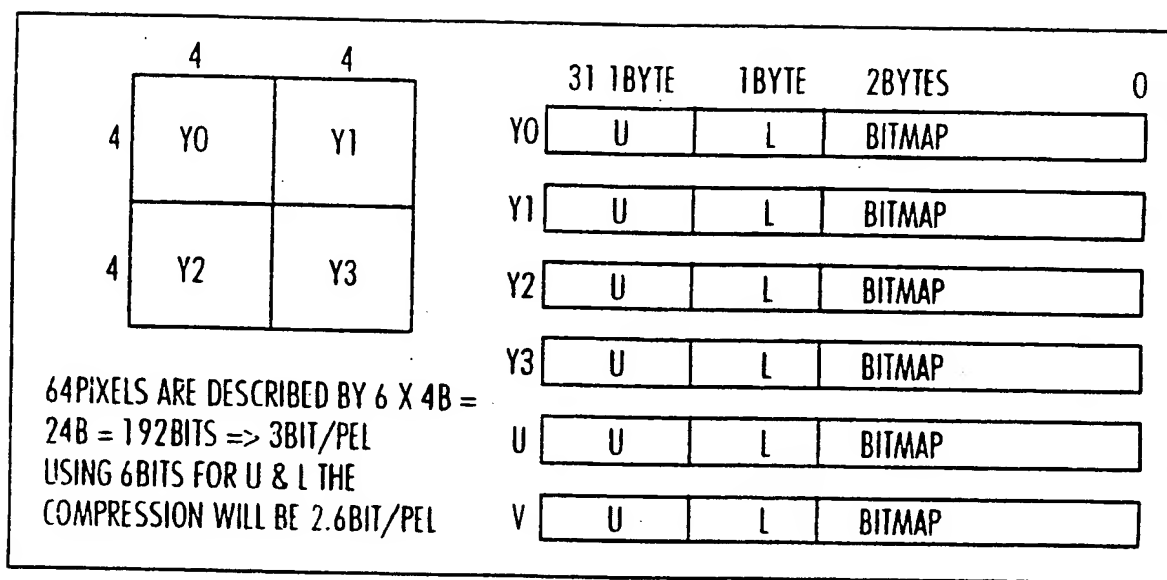 4 4
4 Y0 Y1
4 Y2 Y3
64PIXELS ARE DESCRIBED BY 6 X 4B =
24B = 192BITS => 3BIT/PEL
USING 6BITS FOR U & L THE
COMPRESSION WILL BE 2.6BIT/PEL
31 1BYTE 1BYTE 2BYTES 0
Y0 U L BITMAP
Y1 U L BITMAP
Y2 U L BITMAP
Y3 U L BITMAP
U U L BITMAP
V U L BITMAP